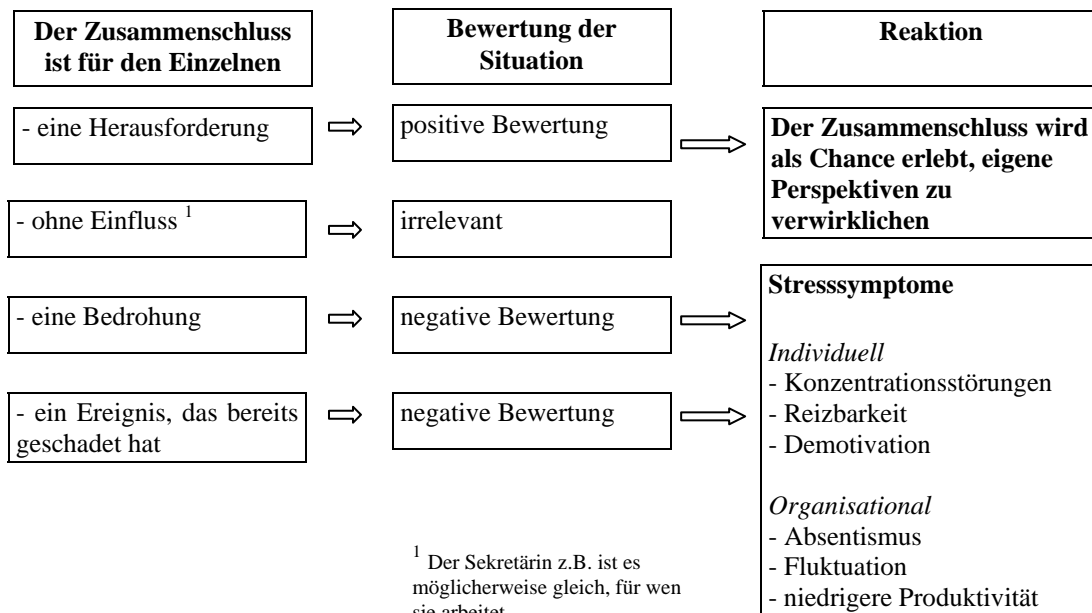 Der Zusammenschluss
ist für den Einzelnen
Bewertung der
Situation
Reaktion
- eine Herausforderung
positive Bewertung
Der Zusammenschluss wird
als Chance erlebt, eigene
Perspektiven zu
verwirklichen
- ohne Einfluss 1
irrelevant
- eine Bedrohung
negative Bewertung
- ein Ereignis, das bereits
geschadet hat
negative Bewertung
Stresssymptome
Individuell
- Konzentrationsstörungen
- Reizbarkeit
- Demotivation
Organisational
- Absentismus
- Fluktuation
- niedrigere Produktivität
1 Der Sekretärin z.B. ist es
möglicherweise gleich, für wen
sie arbeitet